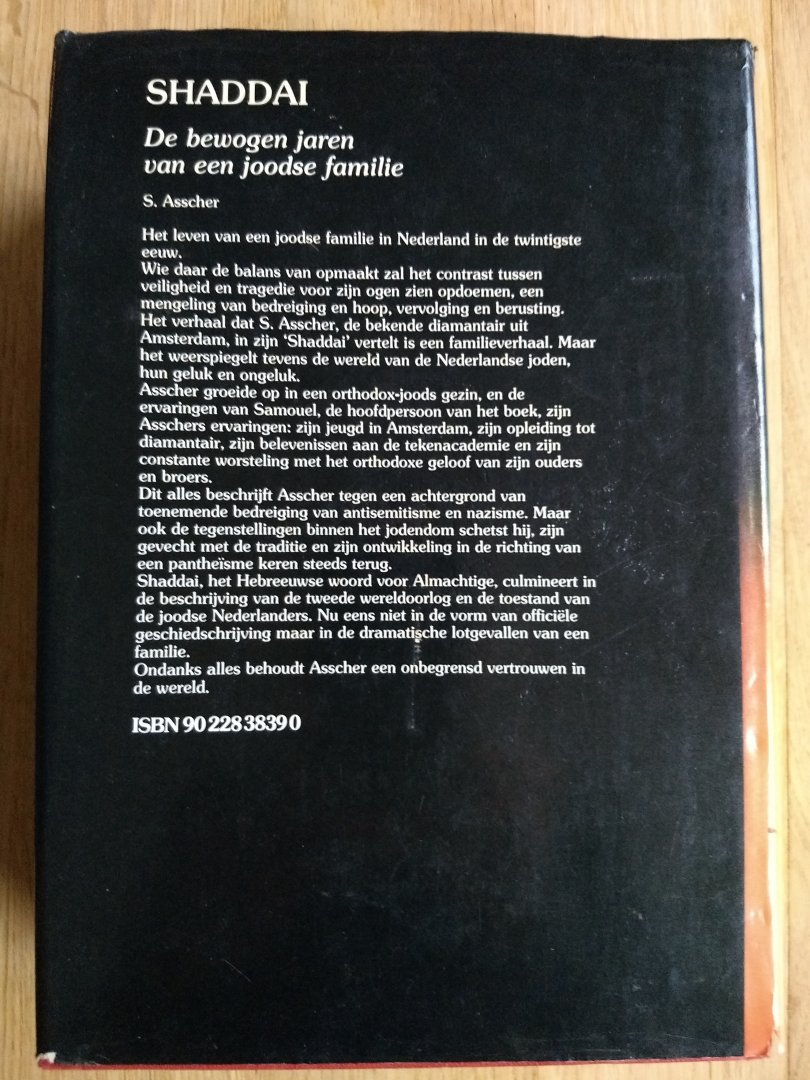 SHADDAI
De bewogen jaren
van een joodse familie
S. Asscher
Het leven van een joodse familie in Nederland in de twintigste
eeuw.
Wie daar de balans van opmaakt zal het contrast tussen
veiligheid en tragedie voor zijn ogen zien opdoemen, een
mengeling van bedreiging en hoop, vervolging en berusting.
Het verhaal dat S. Asscher, de bekende diamantair uit
Amsterdam, in zijn ‘Shaddai’ vertelt is een familieverhaal. Maar
het weerspiegelt tevens de wereld van de Nederlandse joden,
hun geluk en ongeluk.
Asscher groeide op in een orthodox-joods gezin, en de
ervaringen van Samouel, de hoofdpersoon van het boek, zijn
Asschers ervaringen: zijn jeugd in Amsterdam, zijn opleiding tot
diamantair, zijn belevenissen aan de tekenacademie en zijn
constante worsteling met het orthodoxe geloof van zijn ouders
en broers.
Dit alles beschrijft Asscher tegen een achtergrond van
toenemende bedreiging van antisemitisme en nazisme. Maar
ook de tegenstellingen binnen het jodendom schetst hij, zijn
gevecht met de traditie en zijn ontwikkeling in de richting van
een pantheïsme keren steeds terug.
Shaddai, het Hebreeuwse woord voor Almachtige, culmineert in
de beschrijving van de tweede wereldoorlog en de toestand van
de joodse Nederlanders. Nu eens niet in de vorm van officiële
geschiedschrijving maar in de dramatische lotgevallen van een
familie.
Ondanks alles behoudt Asscher een onbegrensd vertrouwen in
de wereld.
ISBN 90 228 3839 0